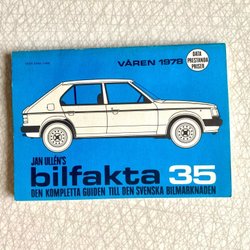 VÅREN 1978
DATA
PRESTANDA
PRISER
JAN ULLÉN'S
bilfakta 35
DEN KOMPLETTA GUIDEN TILL DEN SVENSKA BILMARKNADEN